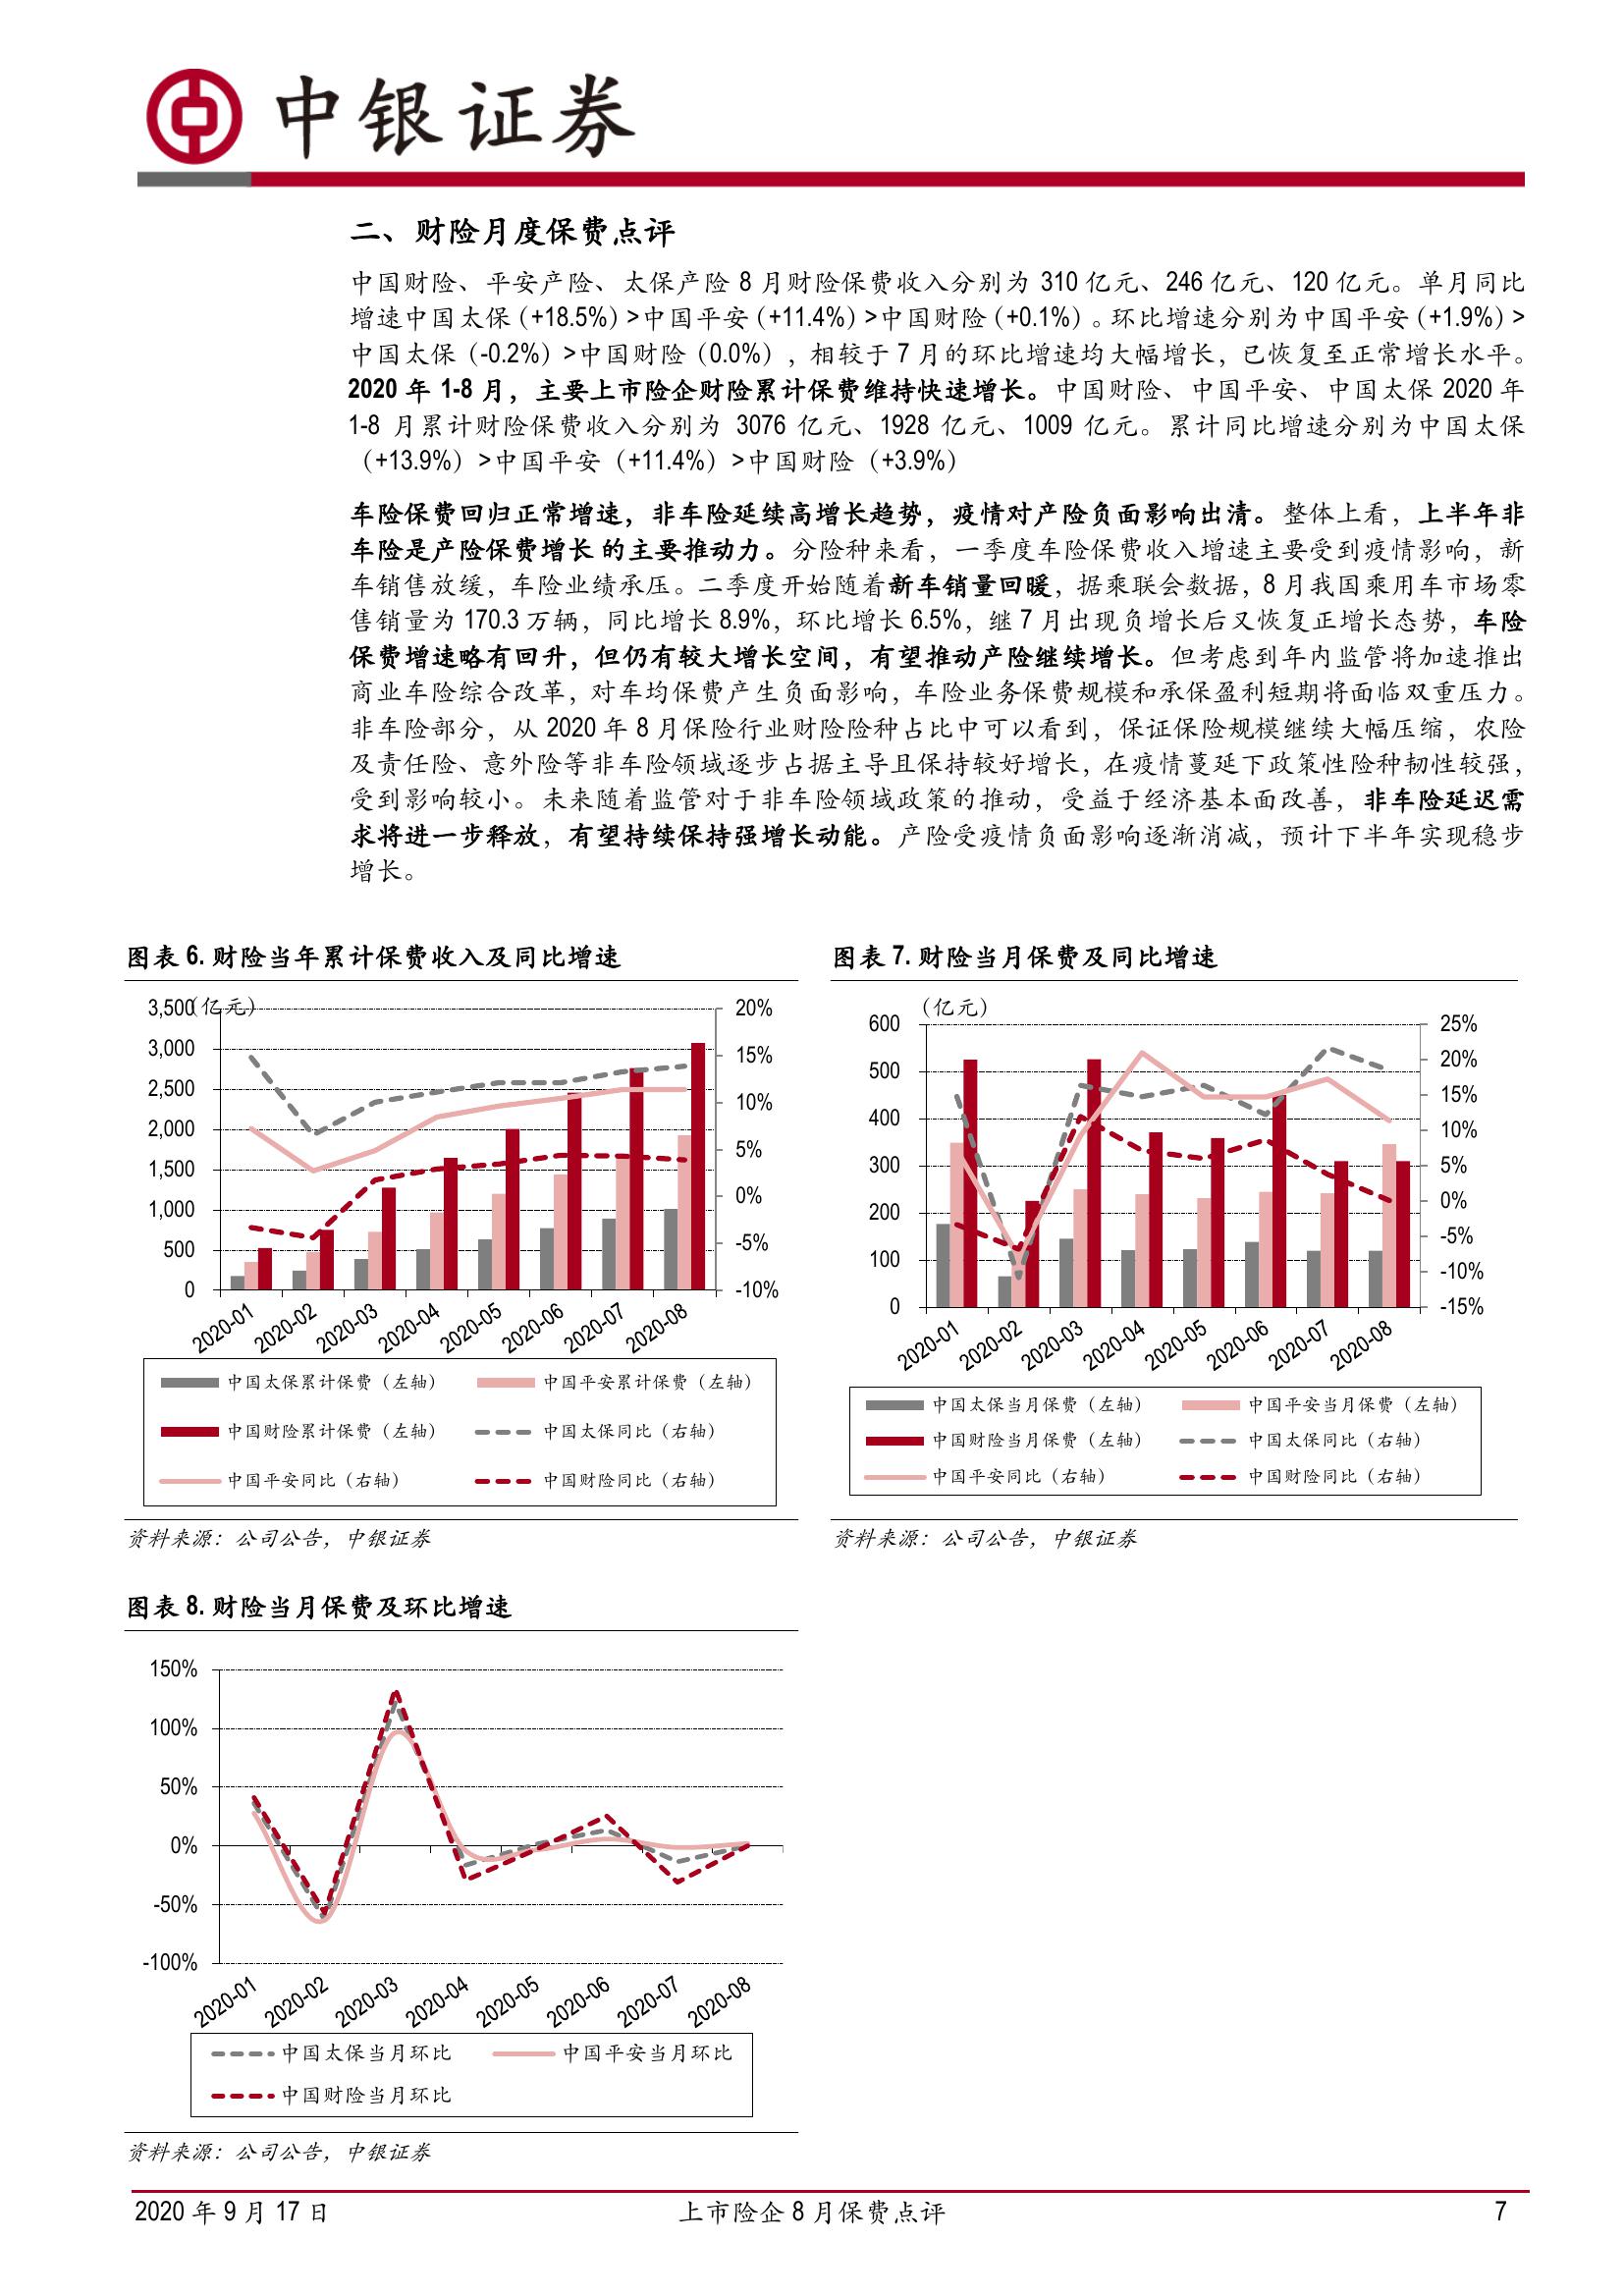 中银证券
二、财险月度保费点评
中国财险、平安产险、太保产险 8 月财险保费收入分别为 310 亿元、246 亿元、120 亿元。单月同比
增速中国太保（+18.5%）>中国平安（+11.4%）>中国财险（+0.1%）。环比增速分别为中国平安（+1.9%）>
中国太保（-0.2%）>中国财险（0.0%）, 相较于 7 月的环比增速均大幅增长，已恢复至正常增长水平。
2020 年 1-8 月，主要上市险企财险累计保费维持快速增长。中国财险、中国平安、中国太保 2020 年
1-8 月累计财险保费收入分别为 3076 亿元、1928 亿元、1009 亿元。累计同比增速分别为中国太保
（+13.9%）>中国平安（+11.4%）>中国财险（+3.9%）
车险保费回归正常增速，非车险延续高增长趋势，疫情对产险负面影响出清。整体上看，上半年非
车险是产险保费增长 的主要推动力。分险种来看，一季度车险保费收入增速主要受到疫情影响，新
车销售放缓，车险业绩承压。二季度开始随着新车销量回暖，据乘联会数据，8 月我国乘用车市场零
售销量为 170.3 万辆，同比增长 8.9%，环比增长 6.5%，继 7 月出现负增长后又恢复正增长态势，车险
保费增速略有回升，但仍有较大增长空间，有望推动产险继续增长。但考虑到年内监管将加速推出
商业车险综合改革，对车均保费产生负面影响，车险业务保费规模和承保盈利短期将面临双重压力。
非车险部分，从 2020 年 8 月保险行业财险险种占比中可以看到，保证保险规模继续大幅压缩，农险
及责任险、意外险等非车险领域逐步占据主导且保持较好增长，在疫情蔓延下政策性险种韧性较强，
受到影响较小。未来随着监管对于非车险领域政策的推动，受益于经济基本面改善，非车险延迟需
求将进一步释放，有望持续保持强增长动能。产险受疫情负面影响逐渐消减，预计下半年实现稳步
增长。
图表 6. 财险当年累计保费收入及同比增速
（亿元）
3,500
3,000
2,500
2,000
1,500
1,000
500
0
20%
15%
10%
5%
0%
-5%
-10%
2020-01
2020-02
2020-03
2020-04
2020-05
2020-06
2020-07
2020-08
中国太保累计保费（左轴）
中国平安累计保费（左轴）
中国财险累计保费（左轴）
中国太保同比（右轴）
中国平安同比（右轴）
中国财险同比（右轴）
资料来源：公司公告，中银证券
图表 7. 财险当月保费及同比增速
（亿元）
600
500
400
300
200
100
0
25%
20%
15%
10%
5%
0%
-5%
-10%
-15%
2020-01
2020-02
2020-03
2020-04
2020-05
2020-06
2020-07
2020-08
中国太保当月保费（左轴）
中国平安当月保费（左轴）
中国财险当月保费（左轴）
中国太保同比（右轴）
中国平安同比（右轴）
中国财险同比（右轴）
资料来源：公司公告，中银证券
图表 8. 财险当月保费及环比增速
150%
100%
50%
0%
-50%
-100%
2020-01
2020-02
2020-03
2020-04
2020-05
2020-06
2020-07
2020-08
中国太保当月环比
中国平安当月环比
中国财险当月环比
资料来源：公司公告，中银证券
2020 年 9 月 17 日
上市险企 8 月保费点评
7